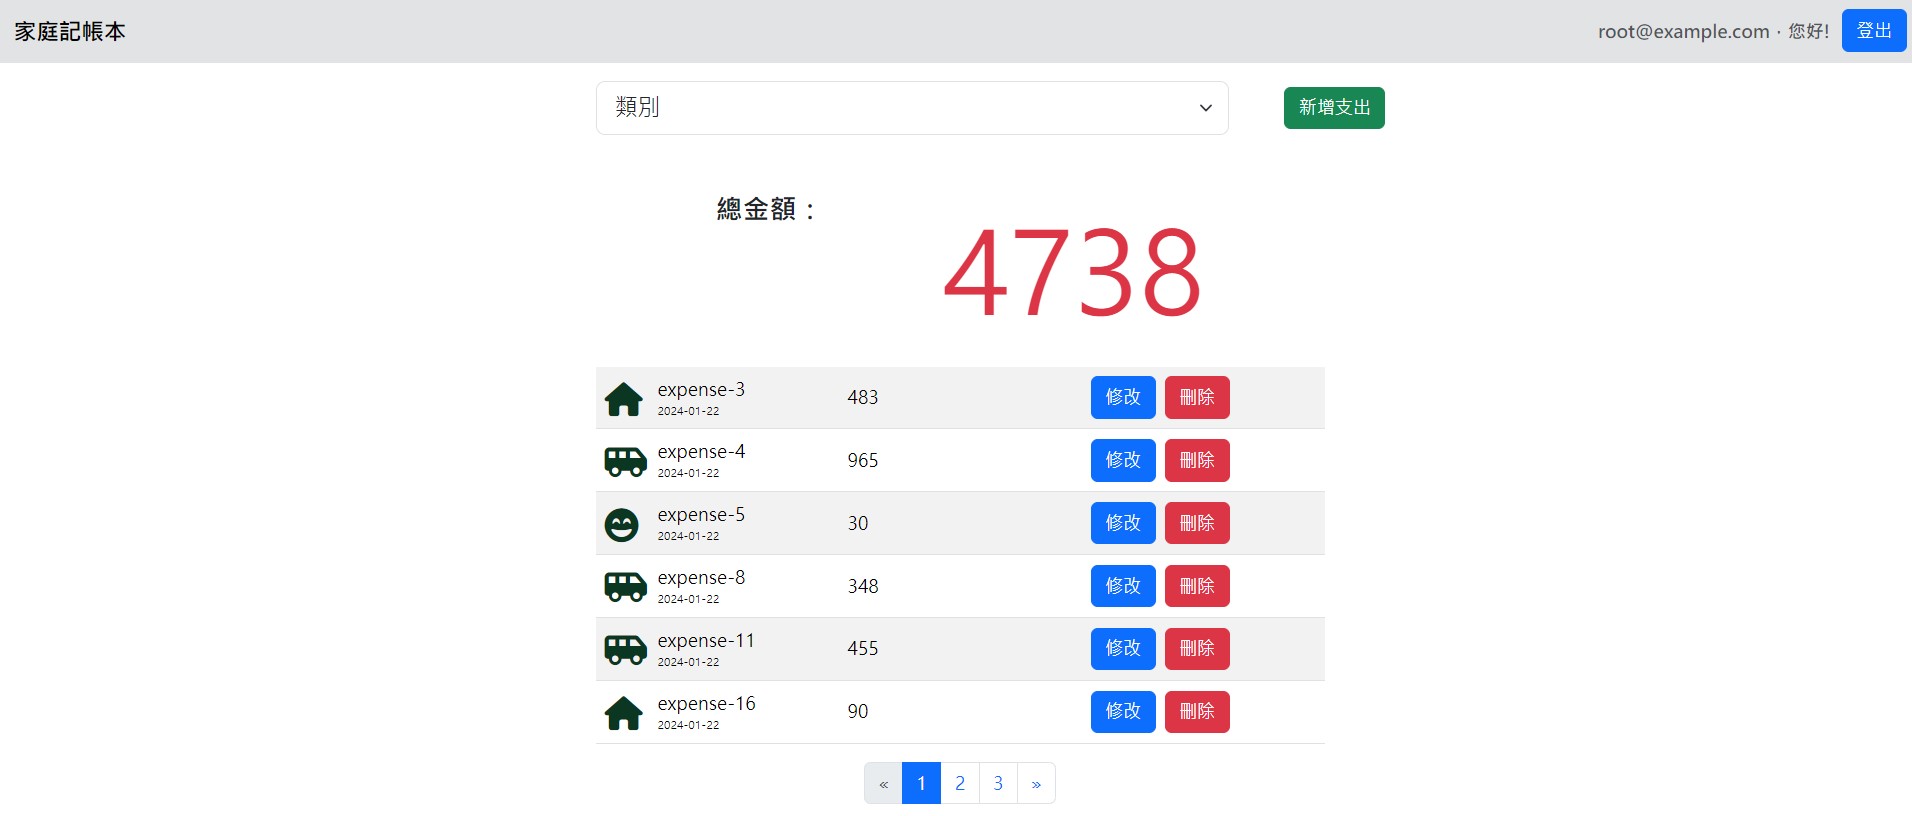 家庭記帳本
root@example.com · 您好! 登出
類別 新增支出
總金額：
4738
expense-3 483 修改 刪除
2024-01-22
expense-4 965 修改 刪除
2024-01-22
expense-5 30 修改 刪除
2024-01-22
expense-8 348 修改 刪除
2024-01-22
expense-11 455 修改 刪除
2024-01-22
expense-16 90 修改 刪除
2024-01-22
« 1 2 3 »